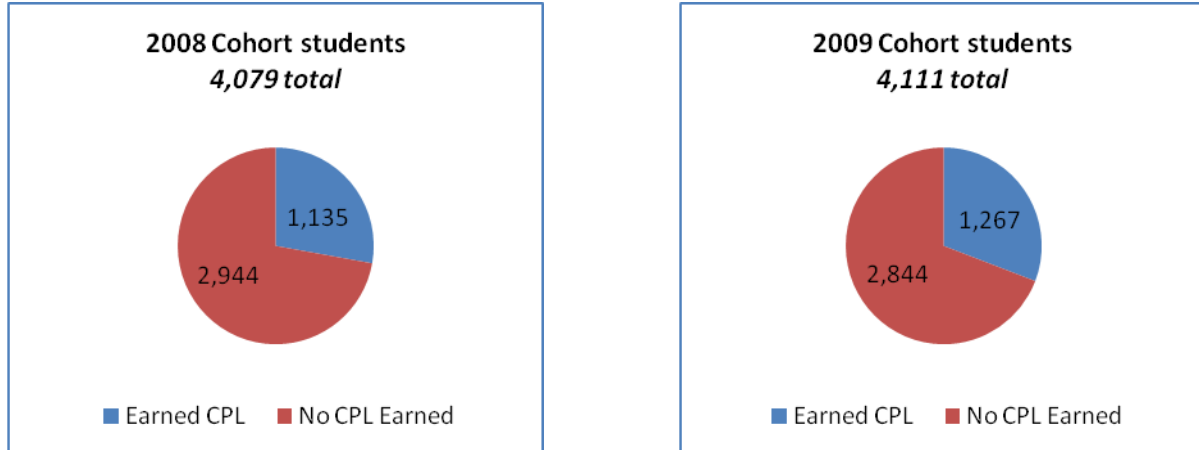 2008 Cohort students
4,079 total
1,135
2,944
Earned CPL No CPL Earned
2009 Cohort students
4,111 total
1,267
2,844
Earned CPL No CPL Earned